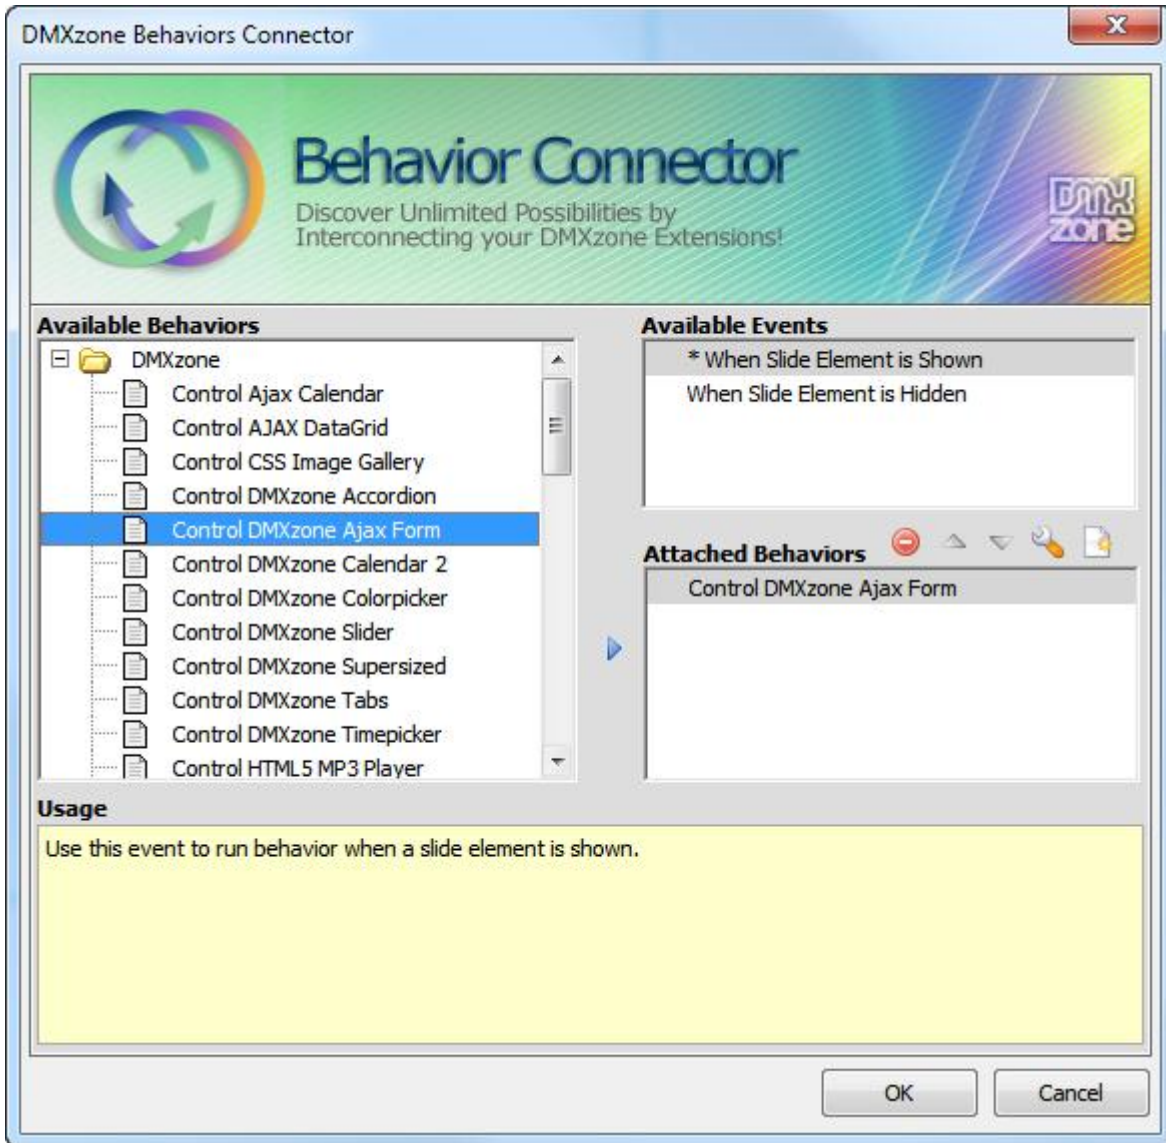 DMXzone Behaviors Connector
Behavior Connector
Discover Unlimited Possibilities by
Interconnecting your DMXzone Extensions!
DMX
zone
Available Behaviors
DMXzone
Control Ajax Calendar
Control AJAX DataGrid
Control CSS Image Gallery
Control DMXzone Accordion
Control DMXzone Ajax Form
Control DMXzone Calendar 2
Control DMXzone Colorpicker
Control DMXzone Slider
Control DMXzone Supersized
Control DMXzone Tabs
Control DMXzone Timepicker
Control HTML5 MP3 Player
Available Events
* When Slide Element is Shown
When Slide Element is Hidden
Attached Behaviors
Control DMXzone Ajax Form
Usage
Use this event to run behavior when a slide element is shown.
OK
Cancel